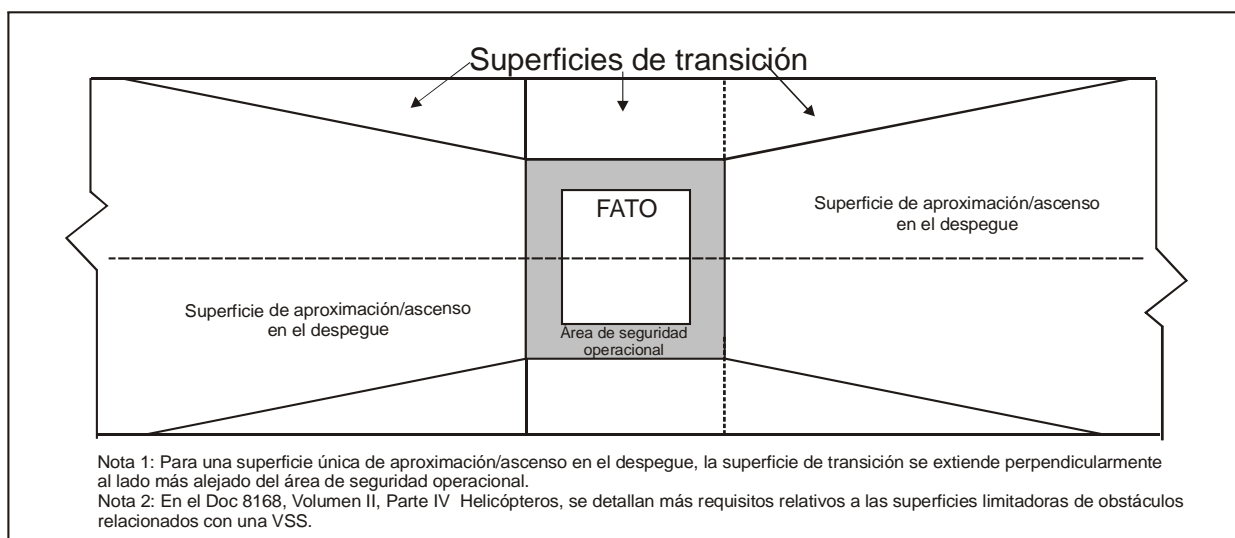 Superficies de transición
FATO
Superficie de aproximación/ascenso
en el despegue
Superficie de aproximación/ascenso
en el despegue
Área de seguridad
operacional
Nota 1: Para una superficie única de aproximación/ascenso en el despegue, la superficie de transición se extiende perpendicularmente
al lado más alejado del área de seguridad operacional.
Nota 2: En el Doc 8168, Volumen II, Parte IV Helicópteros, se detallan más requisitos relativos a las superficies limitadoras de obstáculos
relacionados con una VSS.